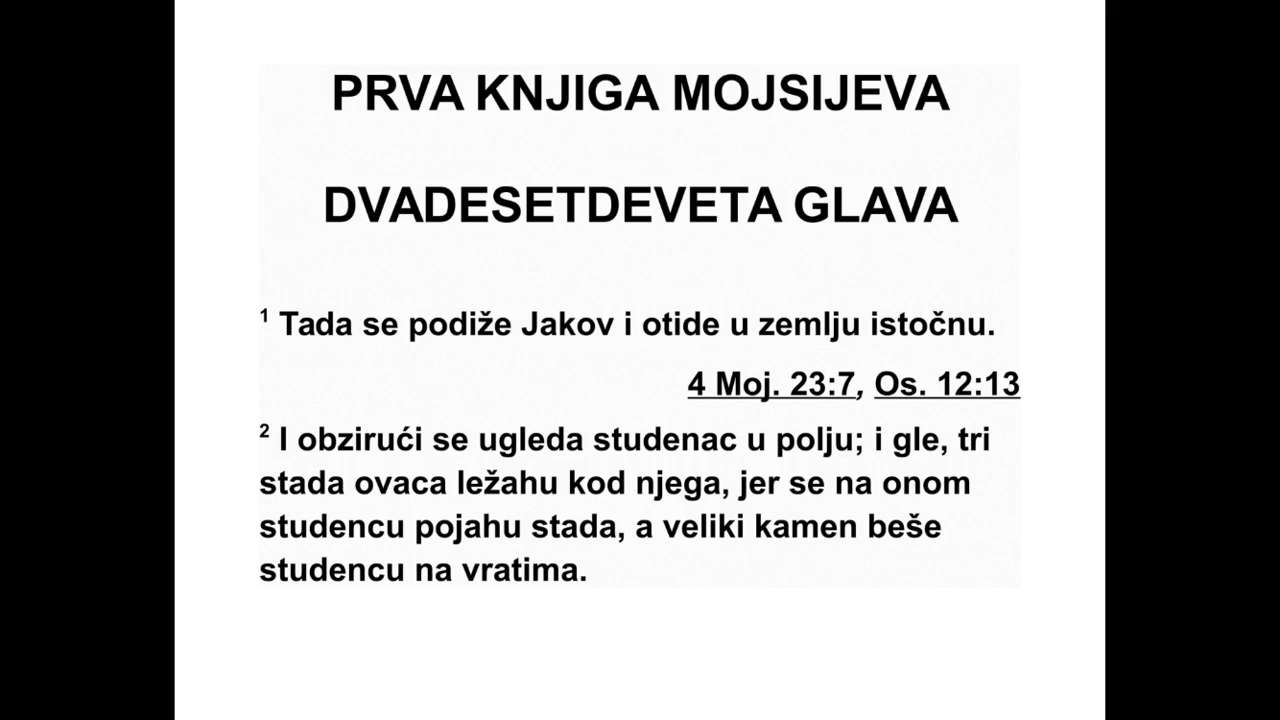 PRVA KNJIGA MOJSIJEVA
DVADESETDEVETA GLAVA
1 Tada se podiže Jakov i otide u zemlju istočnu.
4 Moj. 23:7, Os. 12:13
2 I obzirući se ugleda studenac u polju; i gle, tri
stada ovaca ležahu kod njega, jer se na onom
studencu pojahu stada, a veliki kamen beše
studencu na vratima.